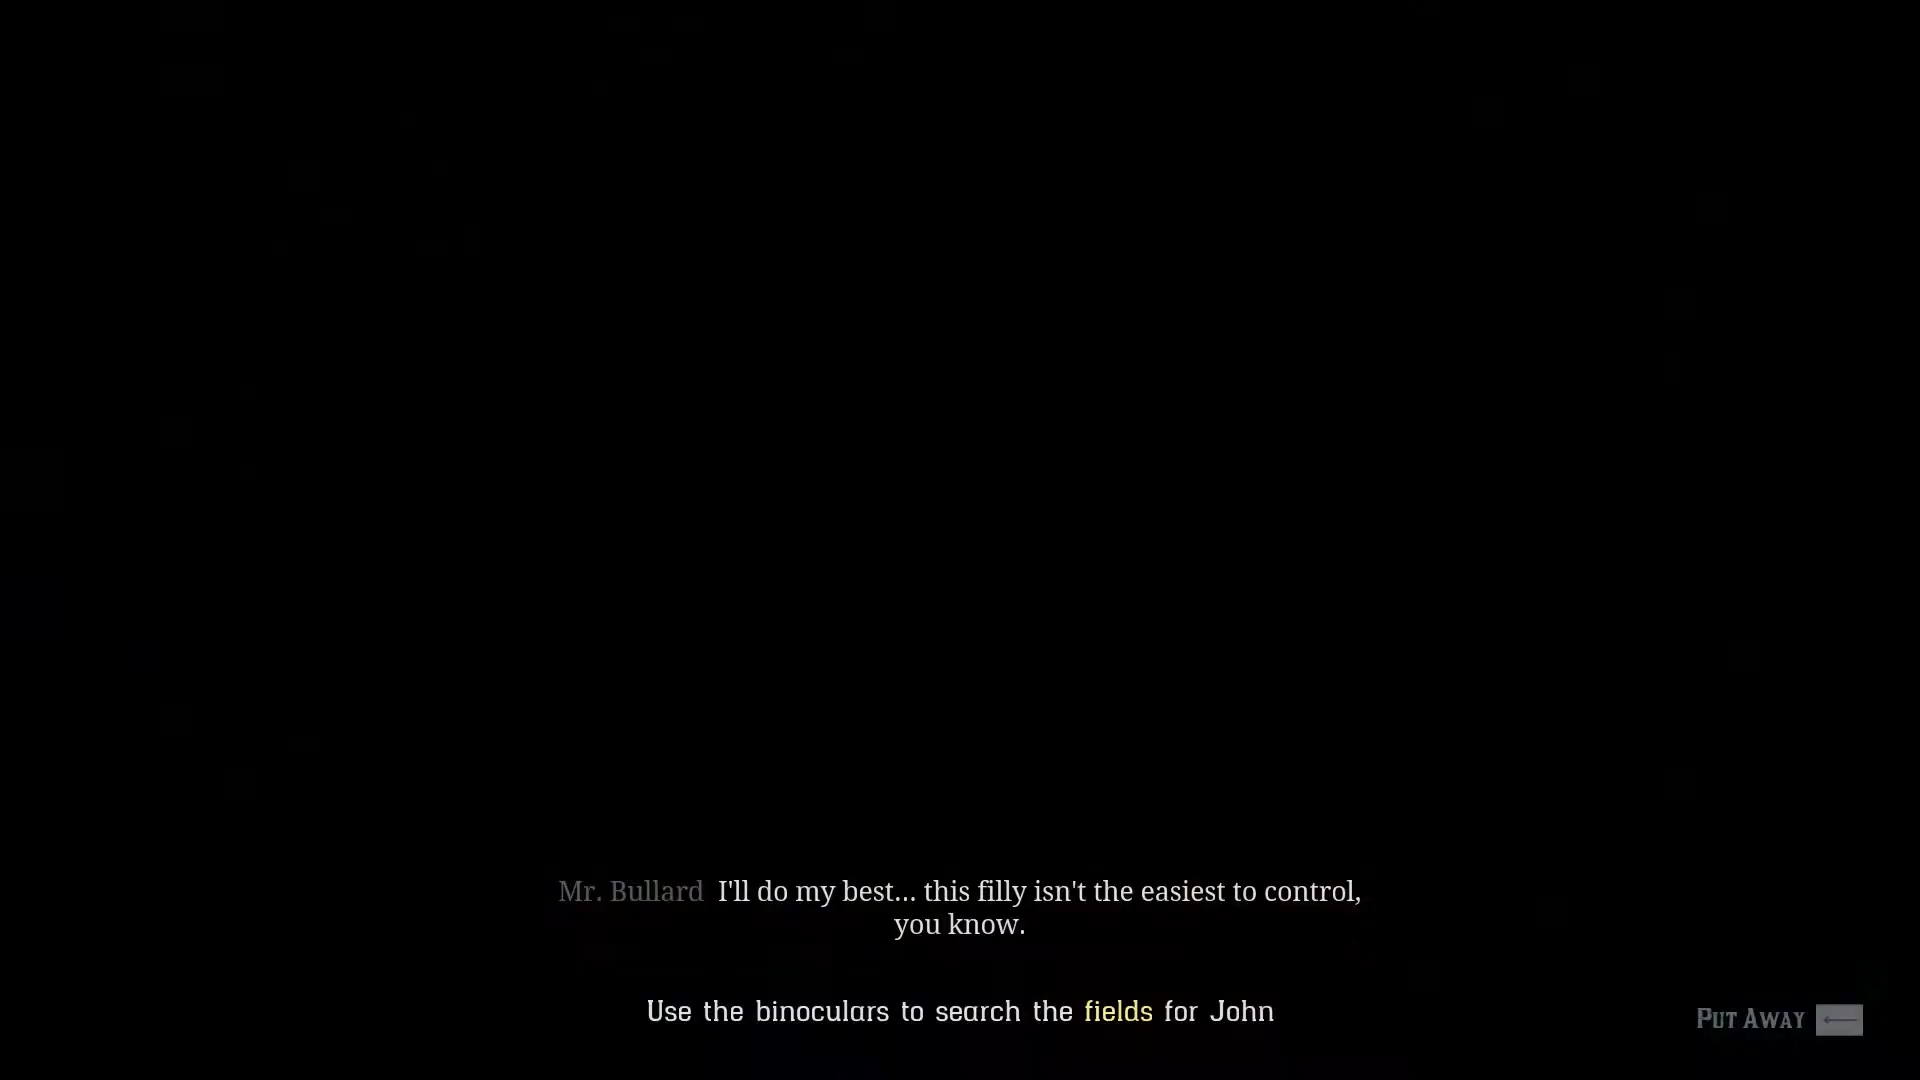 Mr. Bullard I'll do my best... this filly isn't the easiest to control,
you know.
Use the binoculars to search the fields for John
PUT AWAY